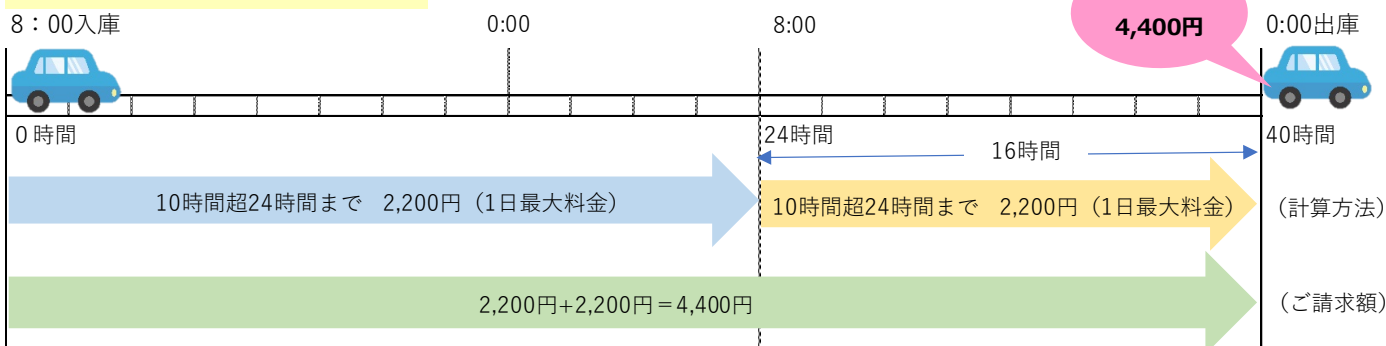 8：00入庫
0:00
8:00
4,400円
0:00出庫
０時間
24時間
16時間
40時間
10時間超24時間まで　2,200円（1日最大料金）
10時間超24時間まで　2,200円（1日最大料金）
（計算方法）
2,200円+2,200円＝4,400円
（ご請求額）